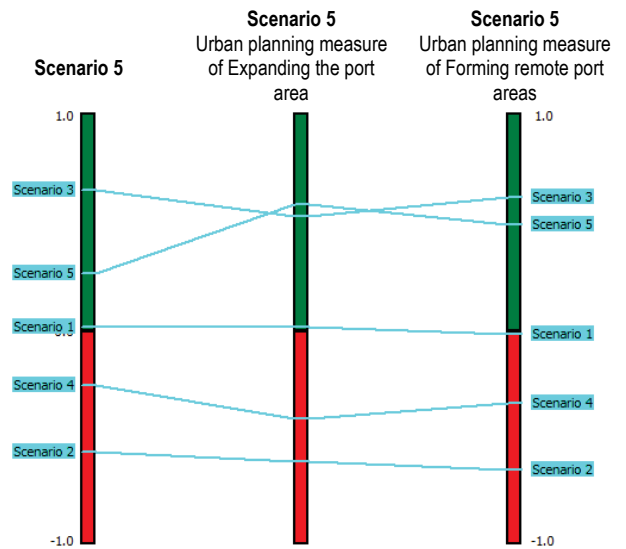 Scenario 5
Scenario 5
Urban planning measure
of Expanding the port
area
Scenario 5
Urban planning measure
of Forming remote port
areas
1.0
1.0
Scenario 3
Scenario 3
Scenario 5
Scenario 5
Scenario 1
Scenario 1
Scenario 4
Scenario 4
Scenario 2
Scenario 2
-1.0
-1.0